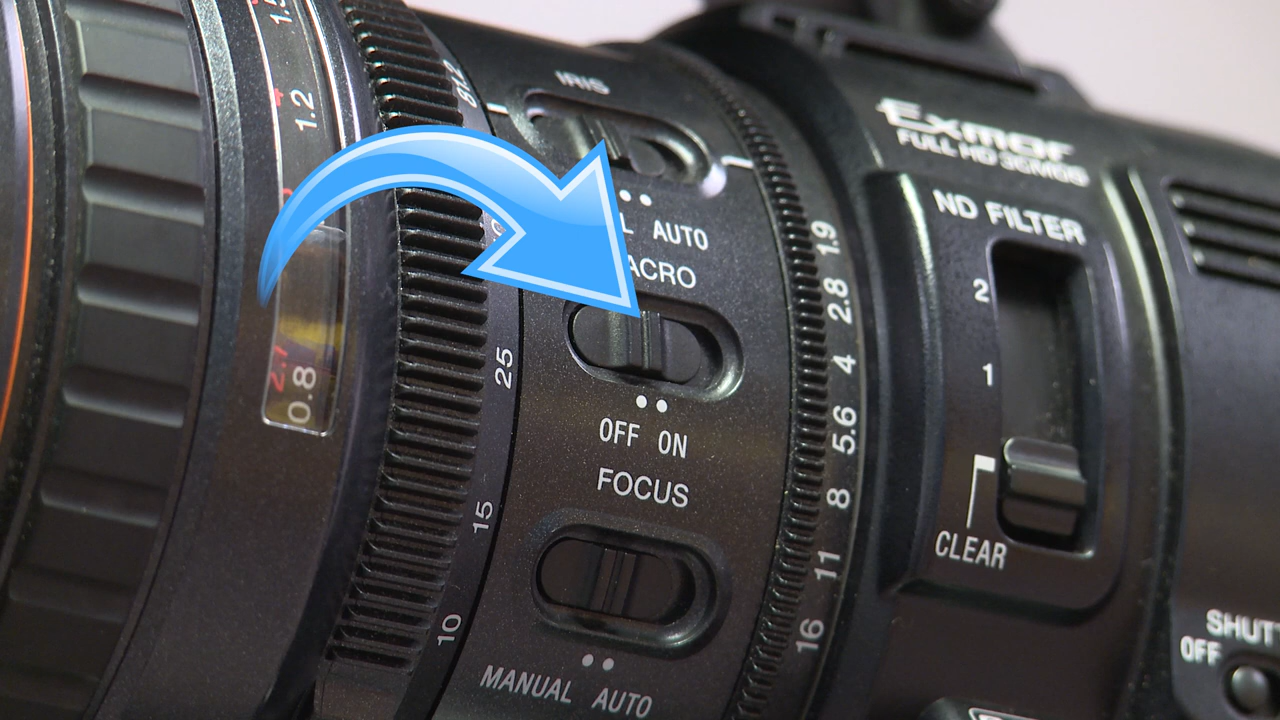 IRIS
AUTO
OFF ON
FOCUS
MANUAL AUTO
1.2
0.8
25
15
10
1.9
2.8
4
5.6
8
11
16
Exmor
FULL HD 3CMOS
ND FILTER
2
1
CLEAR
OFF